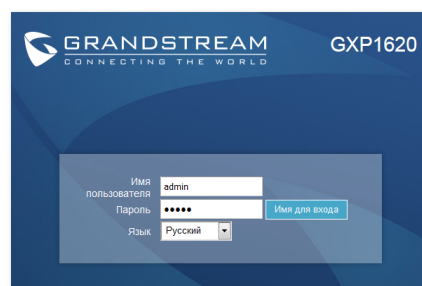 GRANDSTREAM
CONNECTING THE WORLD
GXP1620
Имя пользователя
admin
Пароль
•••••
Имя для входа
Язык
Русский